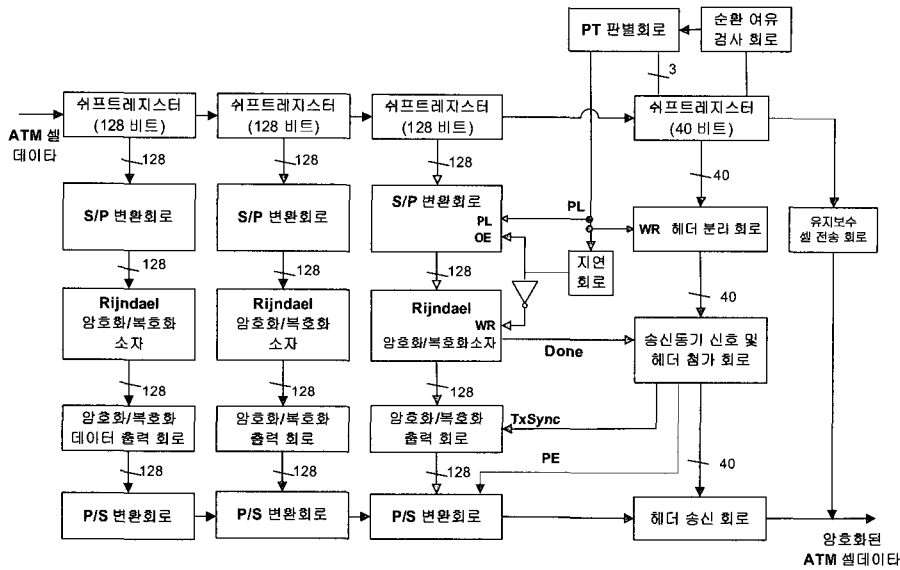 PT 판별회로
순환 여유
검사 회로
3
ATM 셀
데이타
쉬프트레지스터
(128 비트)
쉬프트레지스터
(128 비트)
쉬프트레지스터
(128 비트)
쉬프트레지스터
(40 비트)
128
128
128
40
S/P 변환회로
S/P 변환회로
S/P 변환회로
PL
OE
PL
WR 헤더 분리 회로
유지보수
셀 전송 회로
지연
회로
128
128
128
40
Rijndael
암호화/복호화
소자
Rijndael
암호화/복호화
소자
Rijndael
WR
암호화/복호화소자
Done
송신동기 신호 및
헤더 첨가 회로
128
128
128
TxSync
암호화/복호화
데이터 출력 회로
암호화/복호화
출력 회로
암호화/복호화
출력 회로
PE
40
128
128
128
P/S 변환회로
P/S 변환회로
P/S 변환회로
헤더 송신 회로
암호화된
ATM 셀데이타